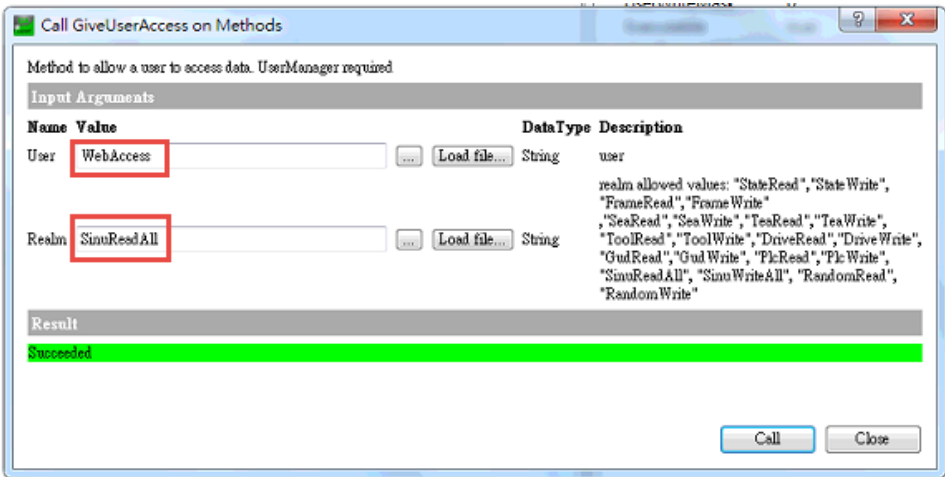 Call GiveUserAccess on Methods
Method to allow a user to access data. UserManager required
Input Arguments
Name Value DataType Description
User WebAccess ... Load file... String user
realm allowed values: "StateRead","StateWrite",
"FrameRead","FrameWrite"
,"SeaRead","SeaWrite","TeaRead","TeaWrite",
Realm SinuReadAll ... Load file... String "ToolRead","ToolWrite","DriveRead","DriveWrite",
"GudRead","GudWrite","PlcRead","PlcWrite",
"SinuReadAll", "SinuWriteAll", "RandomRead",
"RandomWrite"
Result
Succeeded
Call Close